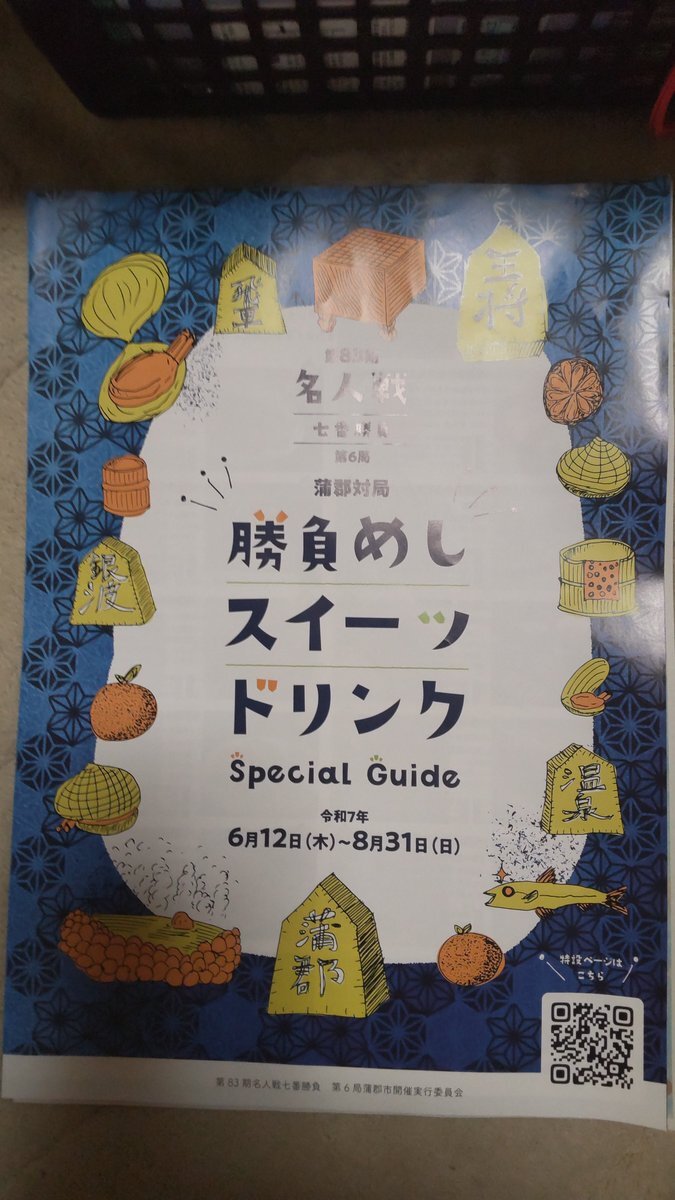 飛車
王将
第83期
名人戦
七番勝負
第6局
蒲郡対局
勝負めし
スイーツ
ドリンク
Special Guide
令和7年
6月12日(木)~8月31日(日)
銀波
温泉
蒲郡
特設ページは
こちら
第83期名人戦七番勝負 第6局蒲郡市開催実行委員会